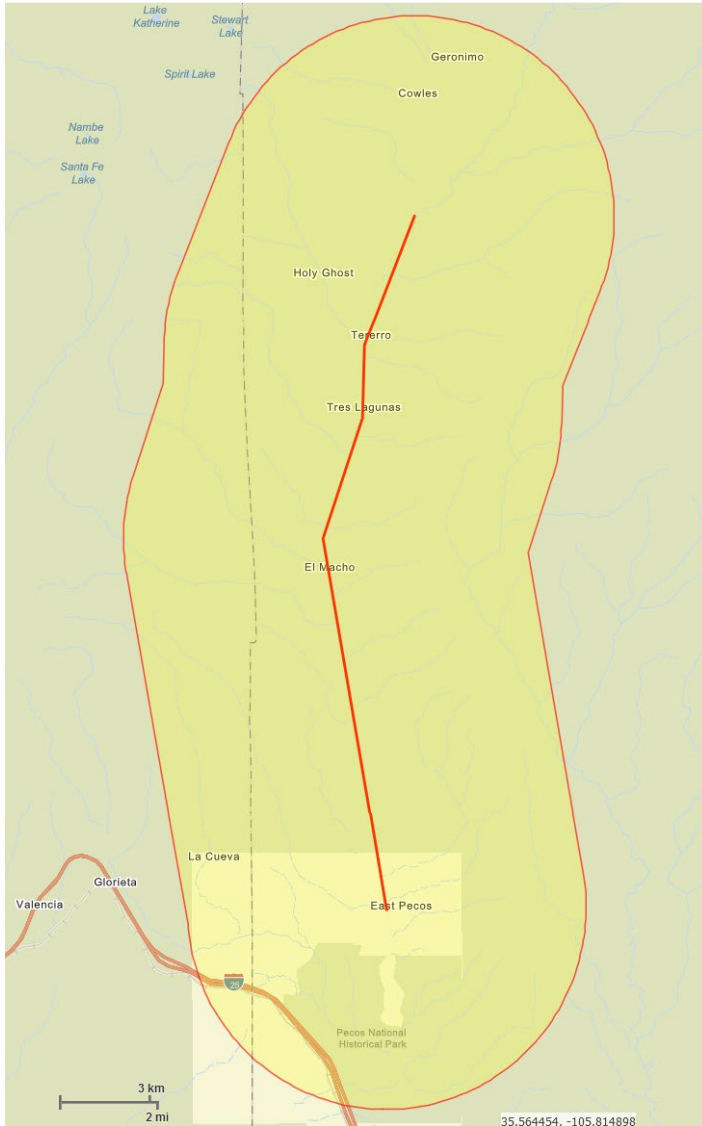 Lake
Katherine
Stewart
Lake
Geronimo
Spirit Lake
Cowles
Nambe
Lake
Santa Fe
Lake
Holy Ghost
Tererro
Tres Lagunas
El Macho
La Cueva
Glorieta
Valencia
East Pecos
25
Pecos National
Historical Park
3 km
2 mi
35.564454, -105.814898